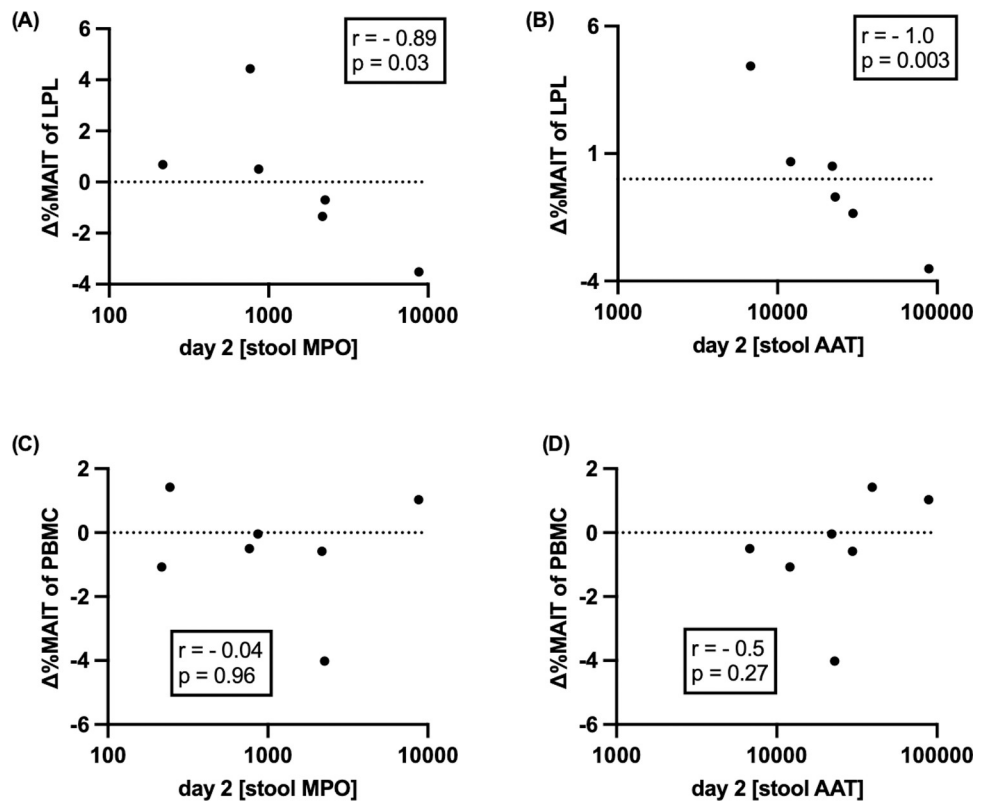 (A)
6
4
2
0
-2
-4
Δ%MAIT of LPL
r = - 0.89
p = 0.03
100 1000 10000
day 2 [stool MPO]
(B)
6
1
-4
Δ%MAIT of LPL
r = - 1.0
p = 0.003
1000 10000 100000
day 2 [stool AAT]
(C)
2
0
-2
-4
-6
Δ%MAIT of PBMC
r = - 0.04
p = 0.96
100 1000 10000
day 2 [stool MPO]
(D)
2
0
-2
-4
-6
Δ%MAIT of PBMC
r = - 0.5
p = 0.27
1000 10000 100000
day 2 [stool AAT]